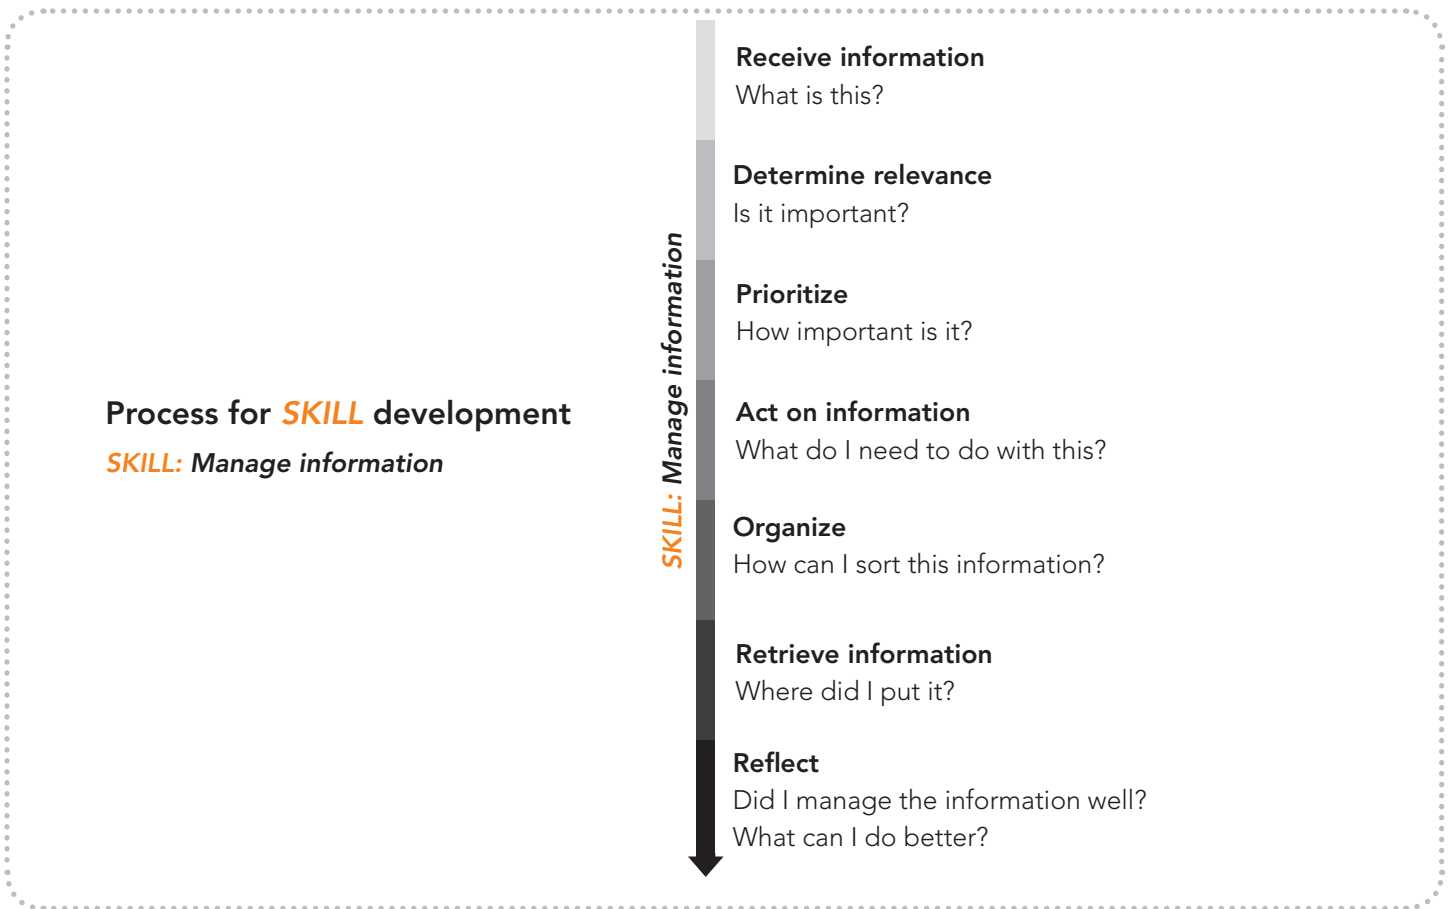 Process for SKILL development
SKILL: Manage information
SKILL: Manage information
Receive information
What is this?
Determine relevance
Is it important?
Prioritize
How important is it?
Act on information
What do I need to do with this?
Organize
How can I sort this information?
Retrieve information
Where did I put it?
Reflect
Did I manage the information well?
What can I do better?